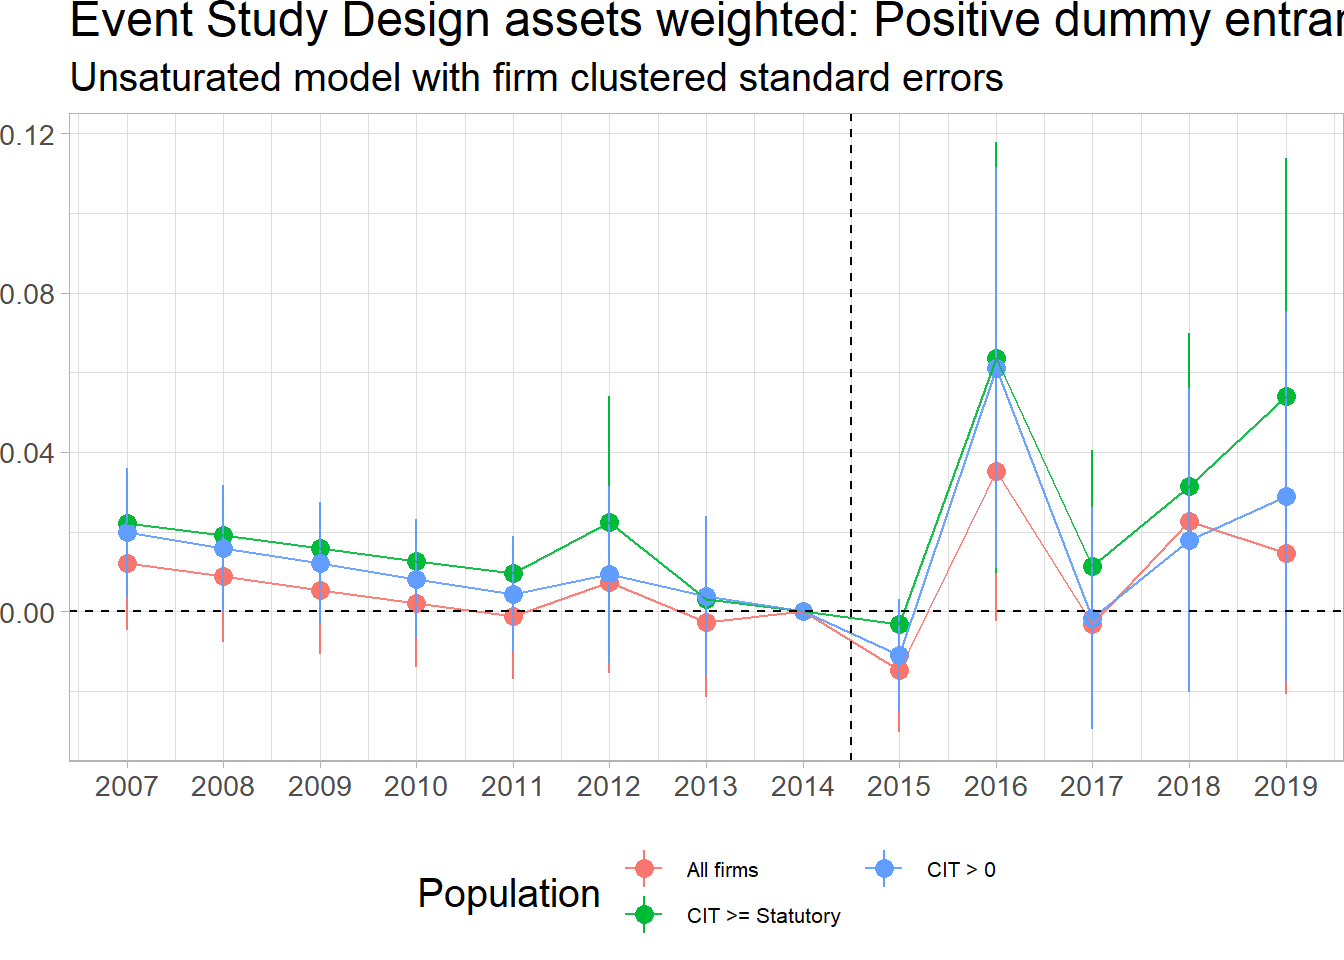 Event Study Design assets weighted: Positive dummy entrar
Unsaturated model with firm clustered standard errors
0.12
0.08
0.04
0.00
2007 2008 2009 2010 2011 2012 2013 2014 2015 2016 2017 2018 2019
Population
All firms
CIT > 0
CIT >= Statutory